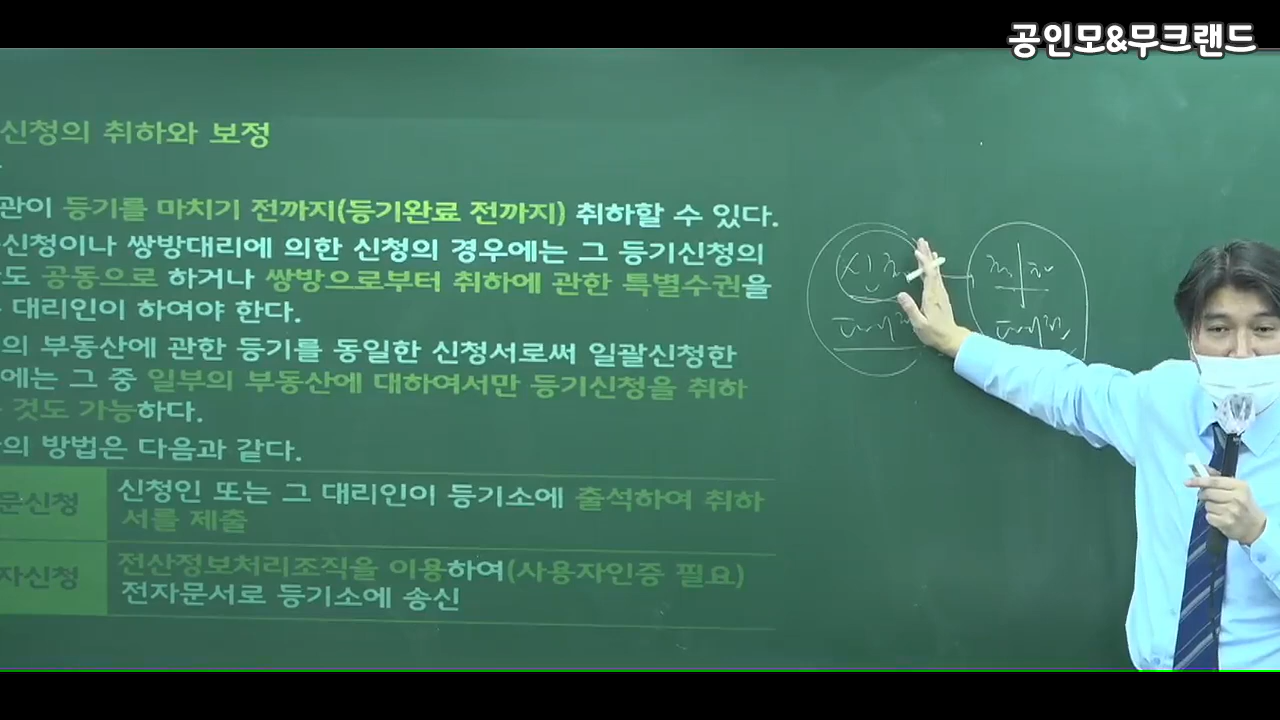 공인모&무크랜드
신청의 취하와 보정
관이 등기를 마치기 전까지(등기완료 전까지) 취하할 수 있다.
신청이나 쌍방대리에 의한 신청의 경우에는 그 등기신청의
도 공동으로 하거나 쌍방으로부터 취하에 관한 특별수권을
대리인이 하여야 한다.
의 부동산에 관한 등기를 동일한 신청서로써 일괄신청한
에는 그 중 일부의 부동산에 대하여서만 등기신청을 취하
것도 가능하다.
의 방법은 다음과 같다.
문신청 신청인 또는 그 대리인이 등기소에 출석하여 취하
서를 제출
자신청 전산정보처리조직을 이용하여(사용자인증 필요)
전자문서로 등기소에 송신